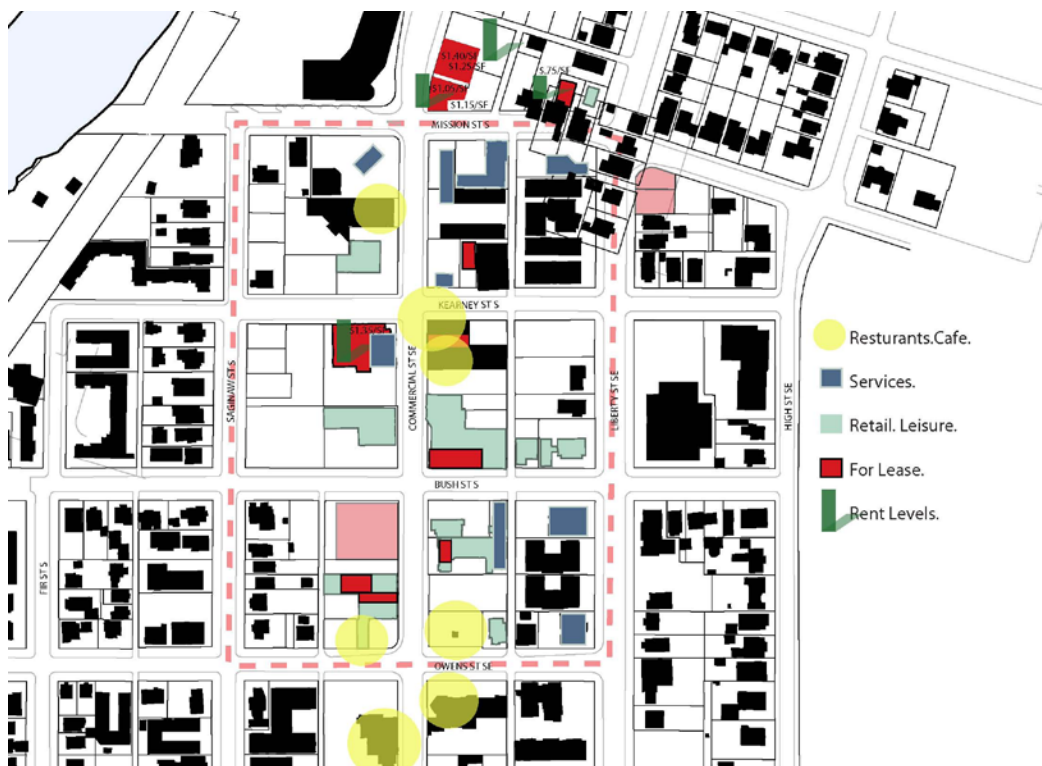 $1.40/SF
$1.25/SF
$.75/SF
$1.05/SF
$1.15/SF
MISSION ST S
KEARNEY ST S
$1.35/SF
SAGINAW ST S
COMMERCIAL ST SE
LIBERTY ST SE
HIGH ST SE
BUSH ST S
FIR ST S
OWENS ST SE
Resturants.Cafe.
Services.
Retail. Leisure.
For Lease.
Rent Levels.